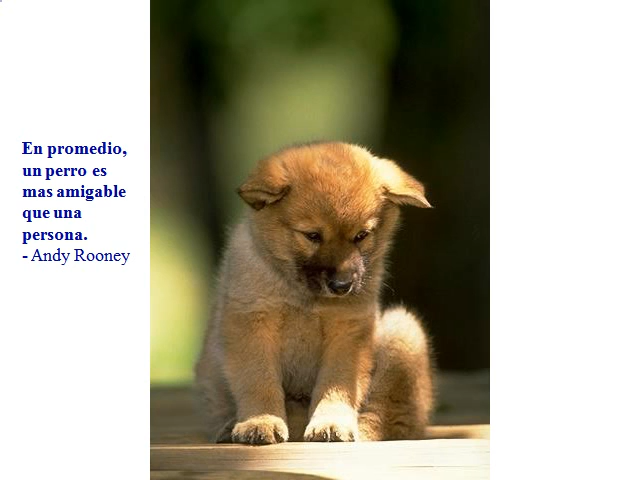 En promedio,
un perro es
mas amigable
que una
persona.
- Andy Rooney